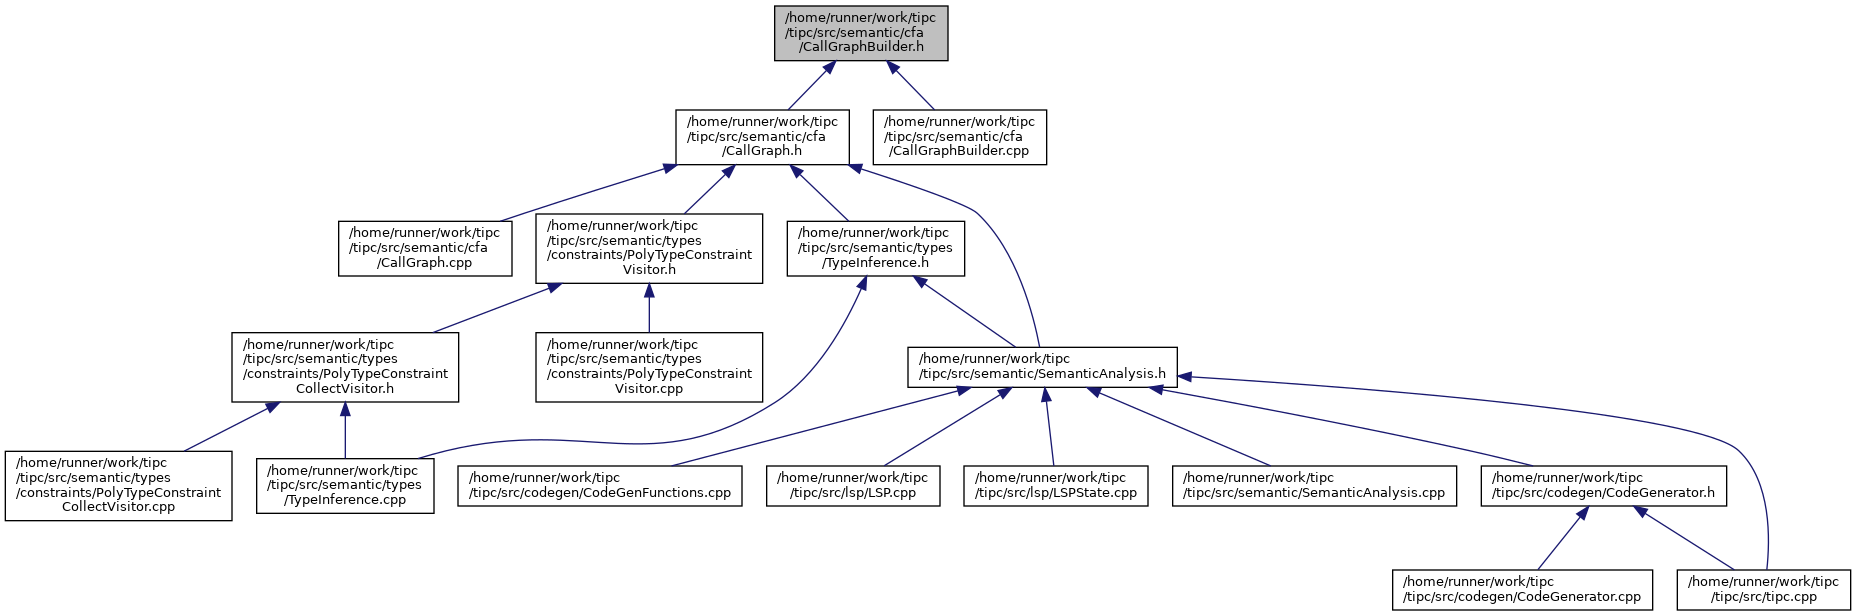 /home/runner/work/tipc
/tipc/src/semantic/cfa
/CallGraphBuilder.h
/home/runner/work/tipc
/tipc/src/semantic/cfa
/CallGraph.h
/home/runner/work/tipc
/tipc/src/semantic/cfa
/CallGraphBuilder.cpp
/home/runner/work/tipc
/tipc/src/semantic/cfa
/CallGraph.cpp
/home/runner/work/tipc
/tipc/src/semantic/types
/constraints/PolyTypeConstraint
Visitor.h
/home/runner/work/tipc
/tipc/src/semantic/types
/TypeInference.h
/home/runner/work/tipc
/tipc/src/semantic/types
/constraints/PolyTypeConstraint
CollectVisitor.h
/home/runner/work/tipc
/tipc/src/semantic/types
/constraints/PolyTypeConstraint
Visitor.cpp
/home/runner/work/tipc
/tipc/src/semantic/SemanticAnalysis.h
/home/runner/work/tipc
/tipc/src/semantic/types
/constraints/PolyTypeConstraint
CollectVisitor.cpp
/home/runner/work/tipc
/tipc/src/semantic/types
/TypeInference.cpp
/home/runner/work/tipc
/tipc/src/codegen/CodeGenFunctions.cpp
/home/runner/work/tipc
/tipc/src/lsp/LSP.cpp
/home/runner/work/tipc
/tipc/src/lsp/LSPState.cpp
/home/runner/work/tipc
/tipc/src/semantic/SemanticAnalysis.cpp
/home/runner/work/tipc
/tipc/src/codegen/CodeGenerator.h
/home/runner/work/tipc
/tipc/src/codegen/CodeGenerator.cpp
/home/runner/work/tipc
/tipc/src/tipc.cpp